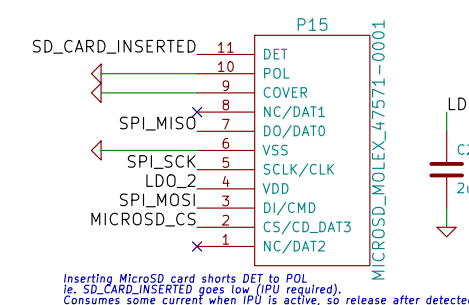 P15
SD_CARD_INSERTED 11 DET
10 POL
9 COVER
8 NC/DAT1
SPI_MISO 7 DO/DAT0
6 VSS
SPI_SCK 5 SCLK/CLK
LDO_2 4 VDD
SPI_MOSI 3 DI/CMD
MICROSD_CS 2 CS/CD_DAT3
1 NC/DAT2
MICROSD_MOLEX_47571-0001
LD
C2
2u
Inserting MicroSD card shorts DET to POL
ie. SD_CARD_INSERTED goes low (IPU required).
Consumes some current when IPU is active, so release after detected